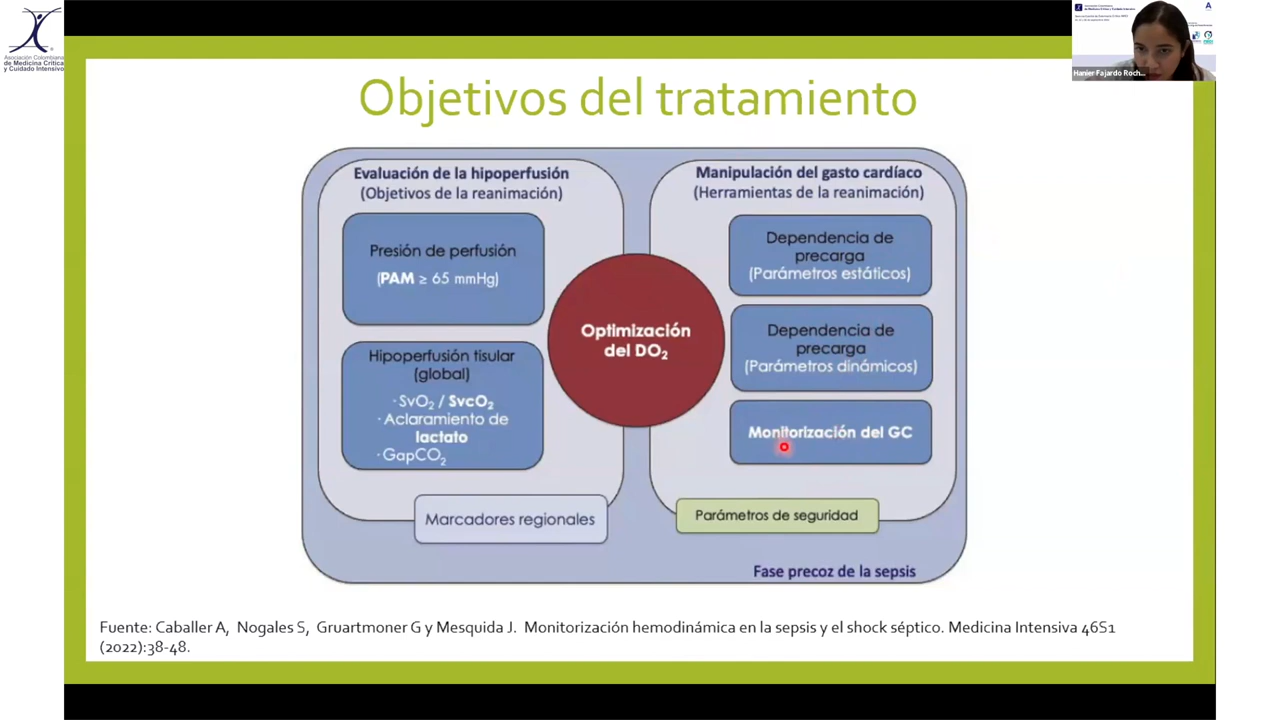 Asociación Colombiana
de Medicina Crítica
y Cuidado Intensivo
Hanier Fajardo Roch...
Objetivos del tratamiento
Evaluación de la hipoperfusión
(Objetivos de la reanimación)
Presión de perfusión
(PAM ≥ 65 mmHg)
Hipoperfusión tisular
(global)
·SvO₂ / SvcO₂
·Aclaramiento de
lactato
·GapCO₂
Marcadores regionales
Optimización
del DO₂
Manipulación del gasto cardíaco
(Herramientas de la reanimación)
Dependencia de
precarga
(Parámetros estáticos)
Dependencia de
precarga
(Parámetros dinámicos)
Monitorización del GC
Parámetros de seguridad
Fase precoz de la sepsis
Fuente: Caballer A, Nogales S, Gruartmoner G y Mesquida J. Monitorización hemodinámica en la sepsis y el shock séptico. Medicina Intensiva 46S1
(2022):38-48.